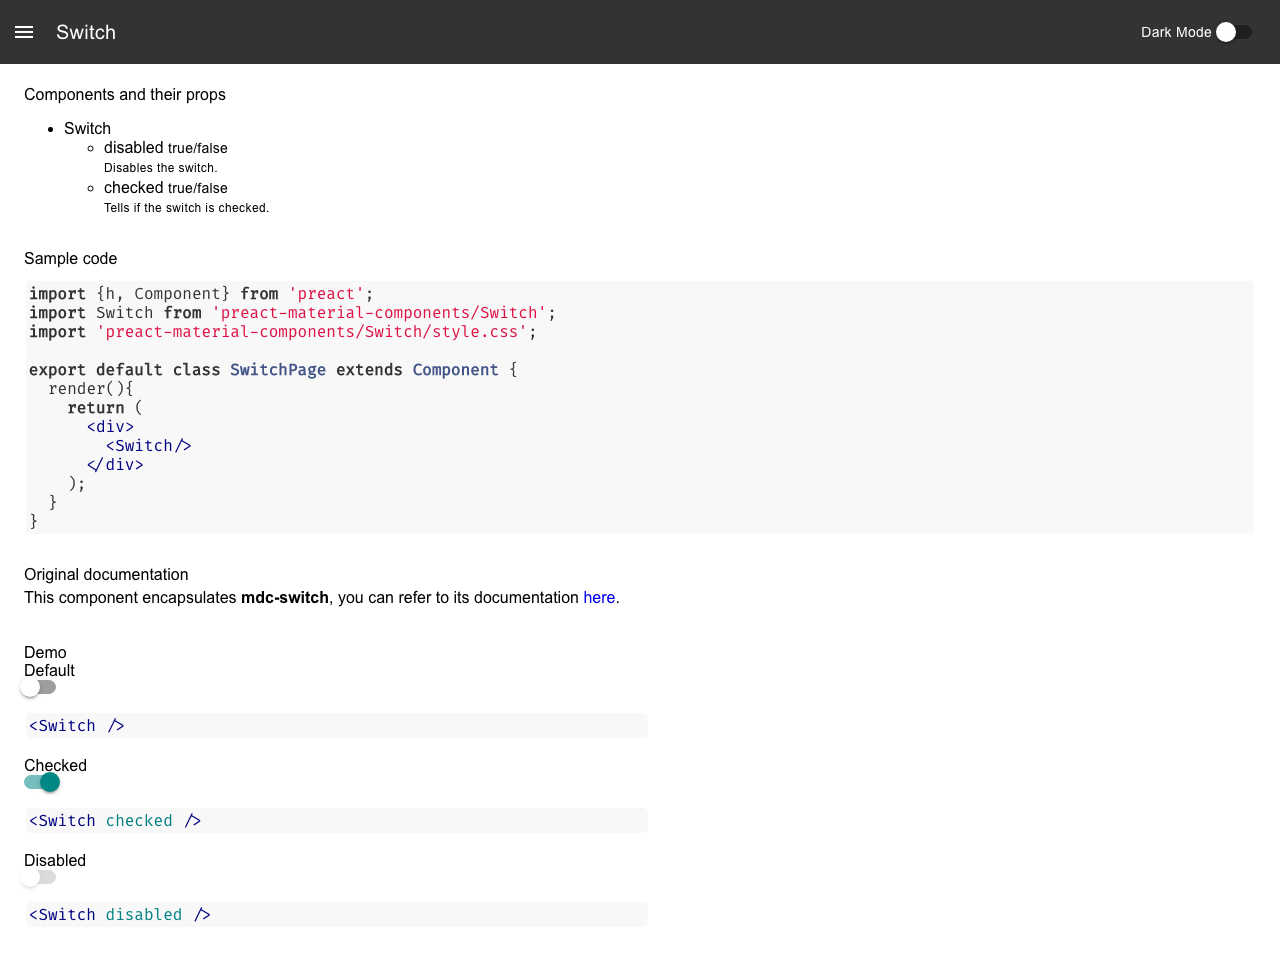 Switch
Dark Mode
Components and their props
Switch
disabled true/false
Disables the switch.
checked true/false
Tells if the switch is checked.
Sample code
import {h, Component} from 'preact';
import Switch from 'preact-material-components/Switch';
import 'preact-material-components/Switch/style.css';
export default class SwitchPage extends Component {
render(){
return (
<div>
<Switch/>
</div>
);
}
}
Original documentation
This component encapsulates mdc-switch, you can refer to its documentation here.
Demo
Default
<Switch />
Checked
<Switch checked />
Disabled
<Switch disabled />